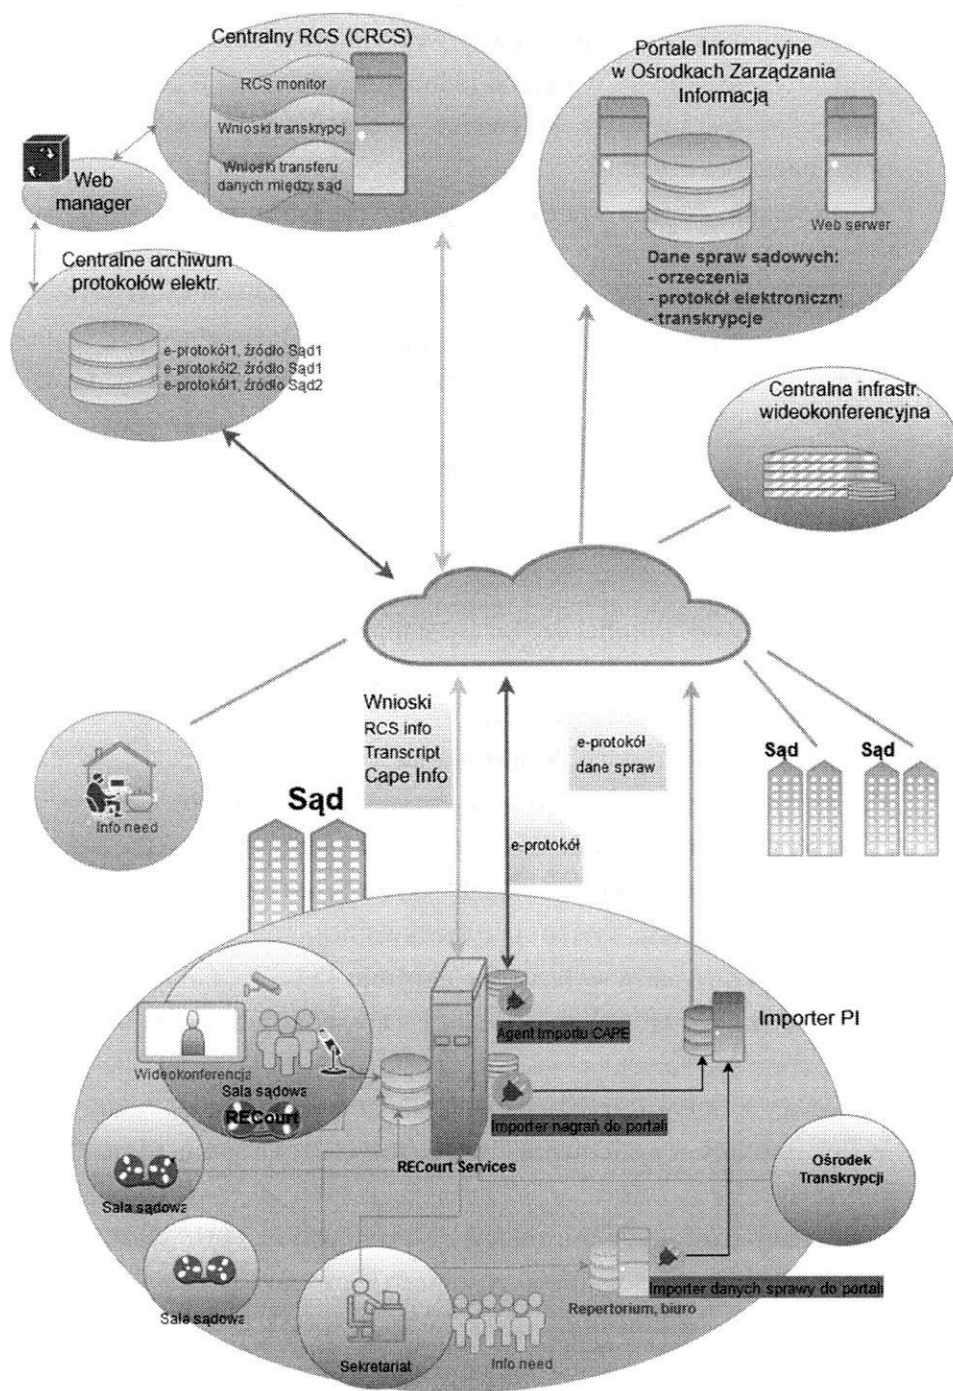 Centralny RCS (CRCS)
RCS monitor
Wnioski transkrypcj
Wnioski transferu
danych między sąd
Portale Informacyjne
w Ośrodkach Zarządzania
Informacją
Web serwer
Dane spraw sądowych:
- orzeczenia
- protokół elektroniczny
- transkrypcje
Web
manager
Centralne archiwum
protokołów elektr.
e-protokół1, źródło Sąd1
e-protokół2, źródło Sąd1
e-protokół1, źródło Sąd2
Centralna infrastr.
wideokonferencyjna
Info need
Wnioski
RCS info
Transcript
Cape Info
e-protokół
dane spraw
Sąd
Sąd
Sąd
e-protokół
Wideokonferencja
Sala sądowa
RECourt
Agent Importu CAPE
Importer PI
Importer nagrań do portali
RECourt Services
Ośrodek
Transkrypcji
Sala sądowa
Sala sądowa
Sekretariat
Info need
Repertorium, biuro
Importer danych sprawy do portali